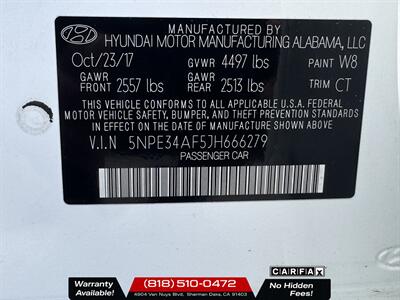 HYUNDAI MOTOR MANUFACTURING ALABAMA, LLC
Oct/23/17 GVWR 4497 lbs PAINT W8
GAWR FRONT 2557 lbs GAWR REAR 2513 lbs TRIM CT
THIS VEHICLE CONFORMS TO ALL APPLICABLE U.S. FEDERAL
MOTOR VEHICLE SAFETY, BUMPER, AND THEFT PREVENTION
STANDARDS IN EFFECT ON THE DATE OF MANUFACTURE SHOWN ABOVE.
V.I.N 5NPE34AF5JH666279
PASSENGER CAR
Warranty Available!
(818) 510-0472
4904 Van Nuys Blvd, Sherman Oaks, CA 91403
CARFAX
No Hidden Fees!